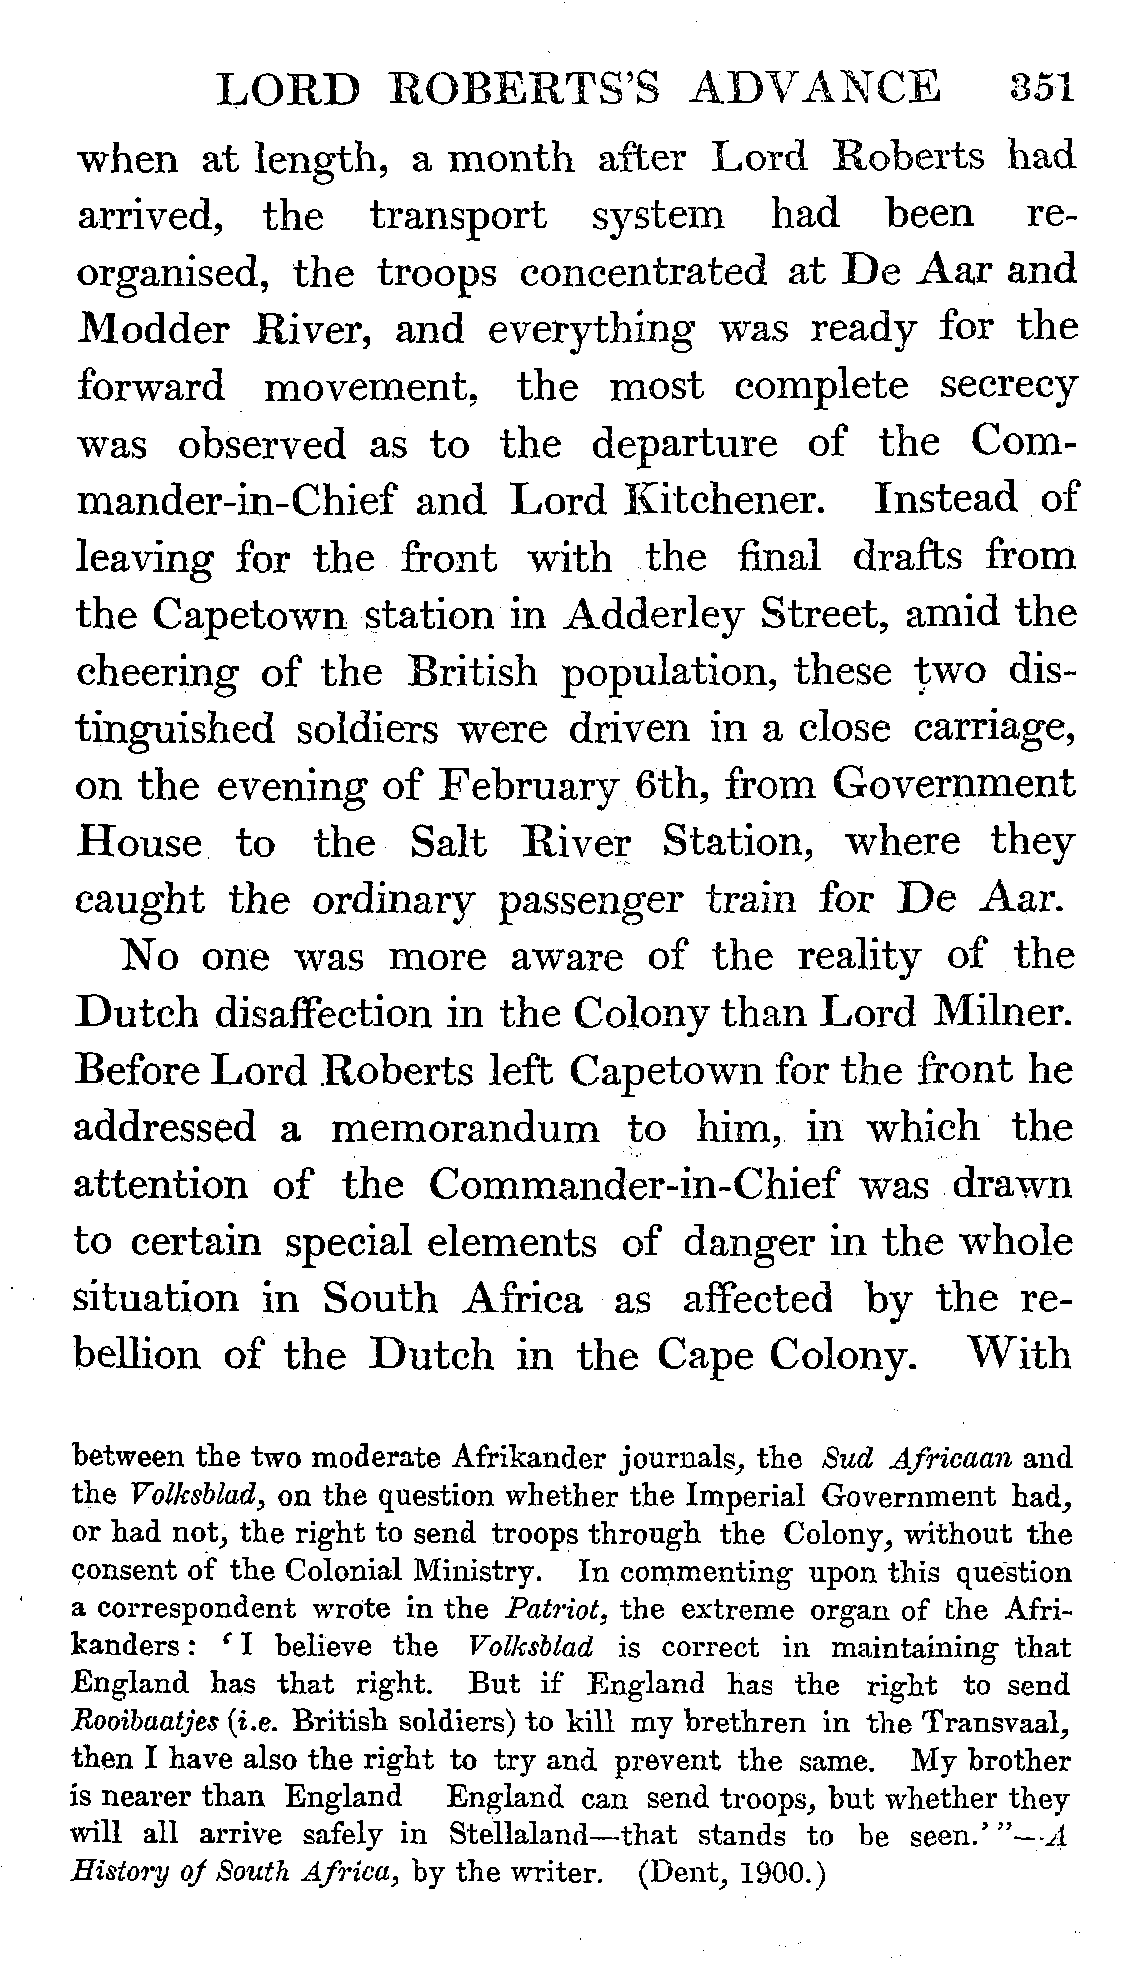 LORD ROBERTS'S ADVANCE 351
when at length, a month after Lord Roberts had
arrived, the transport system had been re-
organised, the troops concentrated at De Aar and
Modder River, and everything was ready for the
forward movement, the most complete secrecy
was observed as to the departure of the Com-
mander-in-Chief and Lord Kitchener. Instead of
leaving for the front with the final drafts from
the Capetown station in Adderley Street, amid the
cheering of the British population, these two dis-
tinguished soldiers were driven in a close carriage,
on the evening of February 6th, from Government
House to the Salt River Station, where they
caught the ordinary passenger train for De Aar.
No one was more aware of the reality of the
Dutch disaffection in the Colony than Lord Milner.
Before Lord Roberts left Capetown for the front he
addressed a memorandum to him, in which the
attention of the Commander-in-Chief was drawn
to certain special elements of danger in the whole
situation in South Africa as affected by the re-
bellion of the Dutch in the Cape Colony. With
between the two moderate Afrikander journals, the Sud Africaan and
the Volksblad, on the question whether the Imperial Government had,
or had not, the right to send troops through the Colony, without the
consent of the Colonial Ministry. In commenting upon this question
a correspondent wrote in the Patriot, the extreme organ of the Afri-
kanders: 'I believe the Volksblad is correct in maintaining that
England has that right. But if England has the right to send
Rooibaatjes (i.e. British soldiers) to kill my brethren in the Transvaal,
then I have also the right to try and prevent the same. My brother
is nearer than England England can send troops, but whether they
will all arrive safely in Stellaland—that stands to be seen.'"—A
History of South Africa, by the writer. (Dent, 1900.)